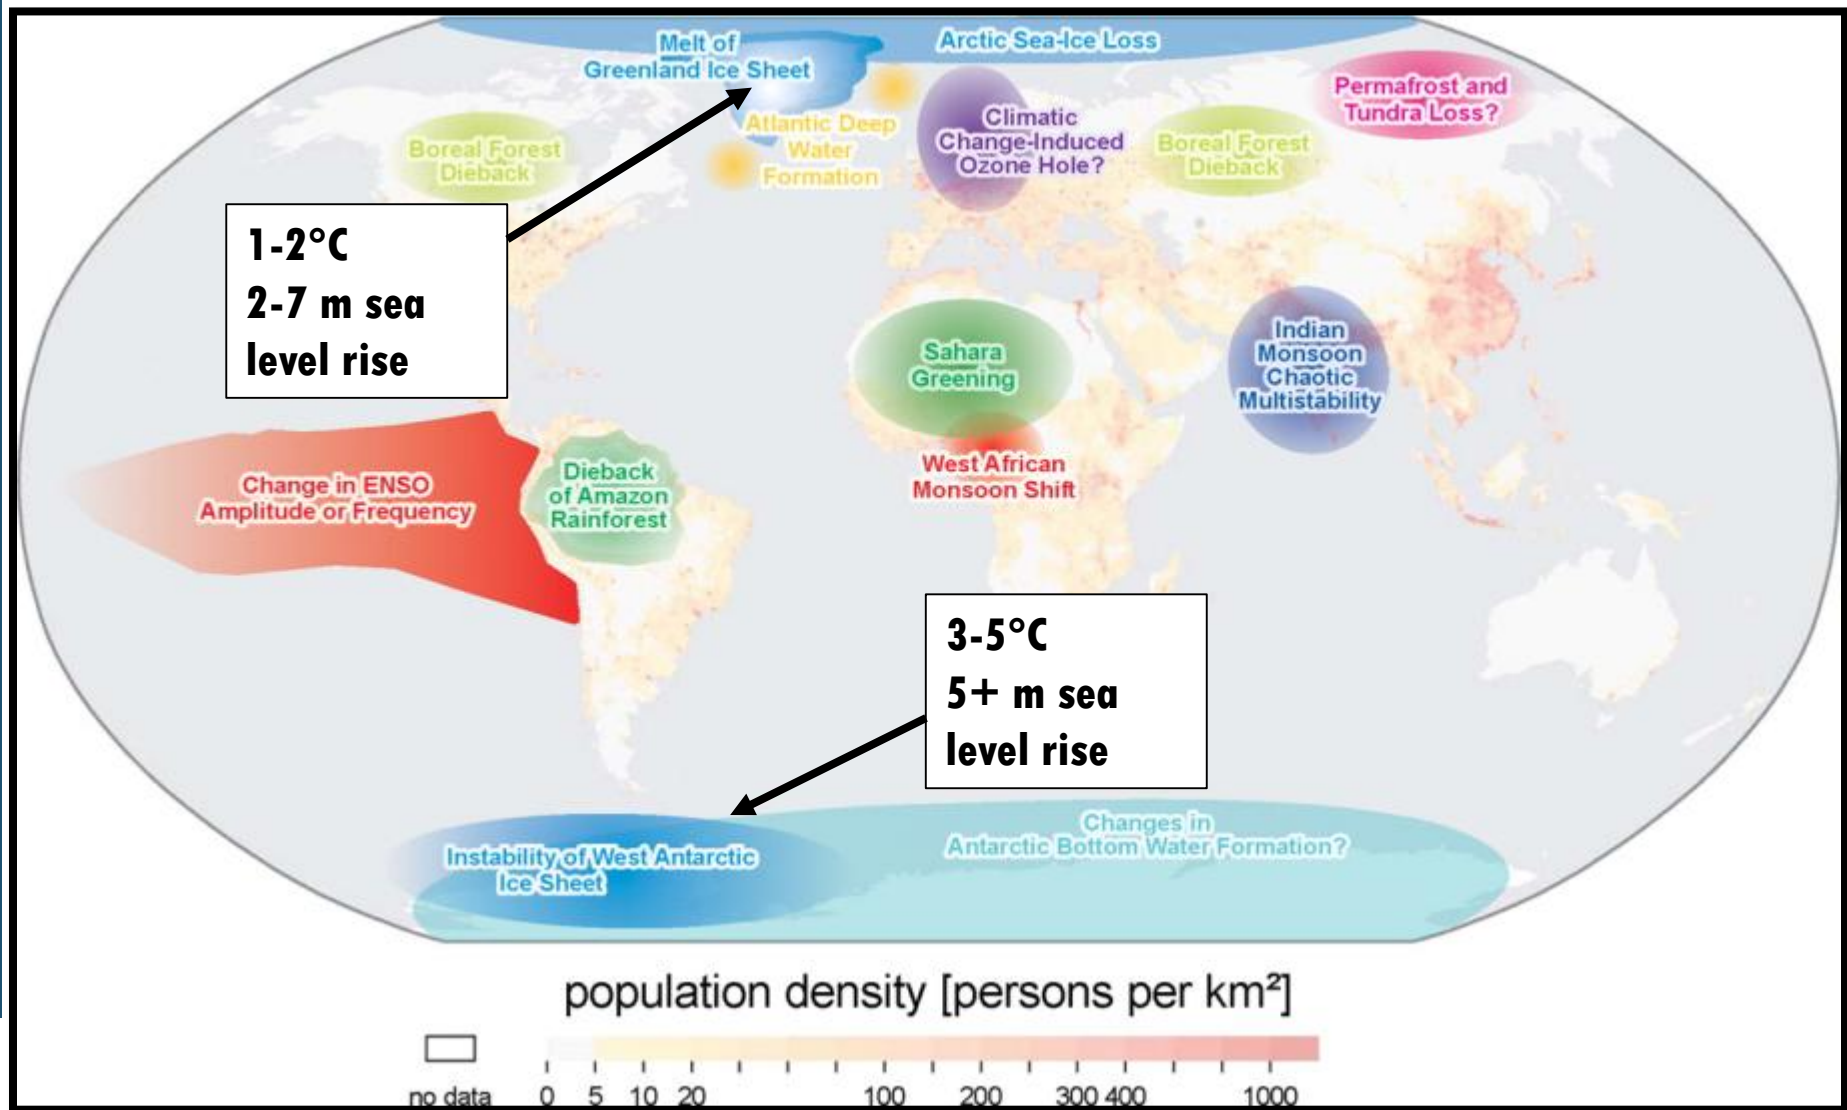 Melt of
Greenland Ice Sheet
Arctic Sea-Ice Loss
Permafrost and
Tundra Loss?
Atlantic Deep
Water
Formation
Climatic
Change-Induced
Ozone Hole?
Boreal Forest
Dieback
Boreal Forest
Dieback
1-2°C
2-7 m sea
level rise
Sahara
Greening
Indian
Monsoon
Chaotic
Multistability
West African
Monsoon Shift
Change in ENSO
Amplitude or Frequency
Dieback
of Amazon
Rainforest
3-5°C
5+ m sea
level rise
Instability of West Antarctic
Ice Sheet
Changes in
Antarctic Bottom Water Formation?
population density [persons per km²]
no data 0 5 10 20 100 200 300 400 1000